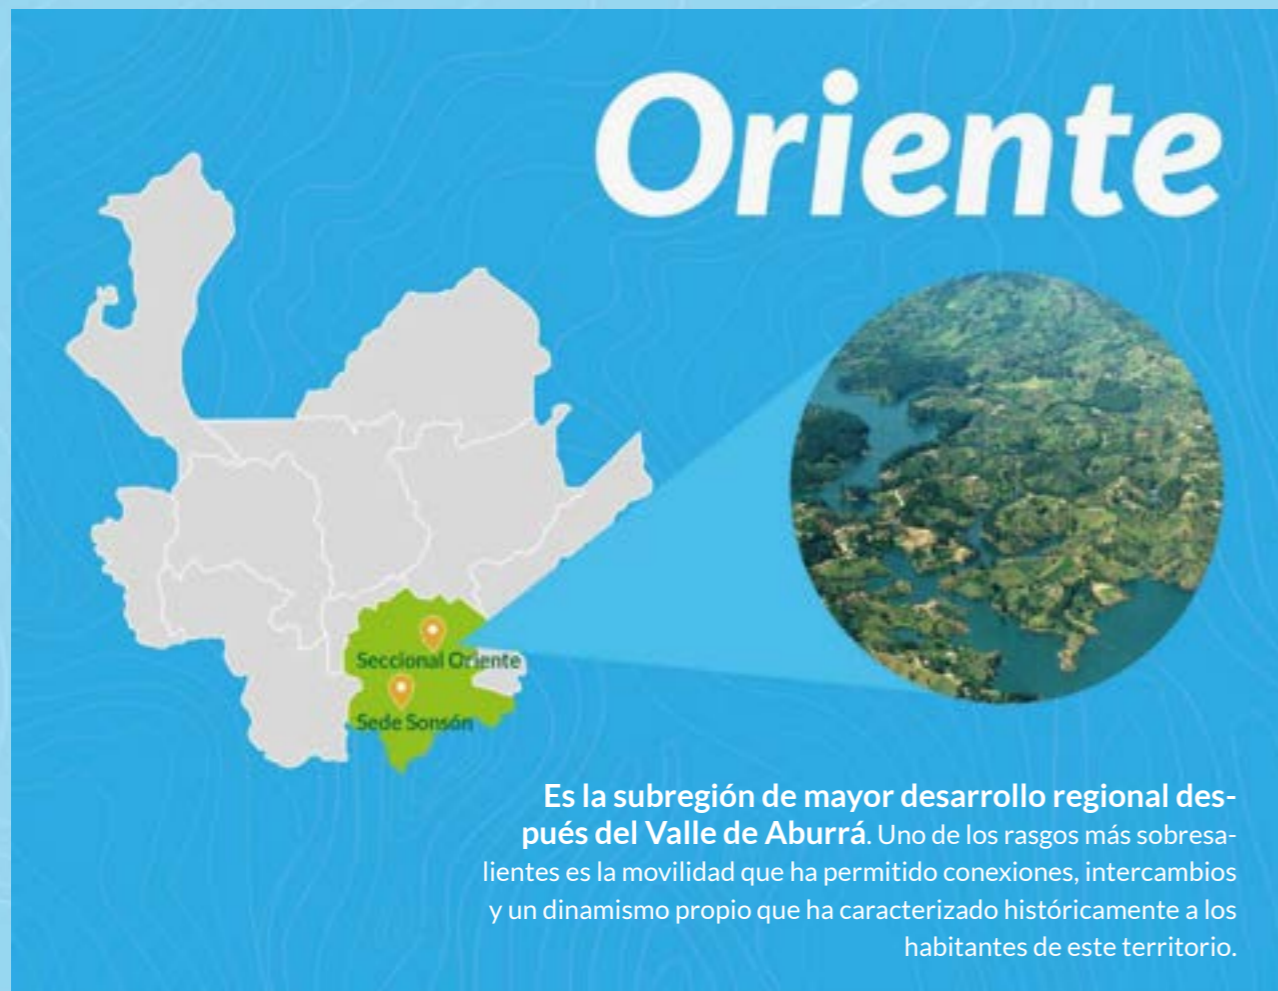 Oriente
Seccional Oriente
Sede Sonsón
Es la subregión de mayor desarrollo regional des-
pués del Valle de Aburrá. Uno de los rasgos más sobresa-
lientes es la movilidad que ha permitido conexiones, intercambios
y un dinamismo propio que ha caracterizado históricamente a los
habitantes de este territorio.